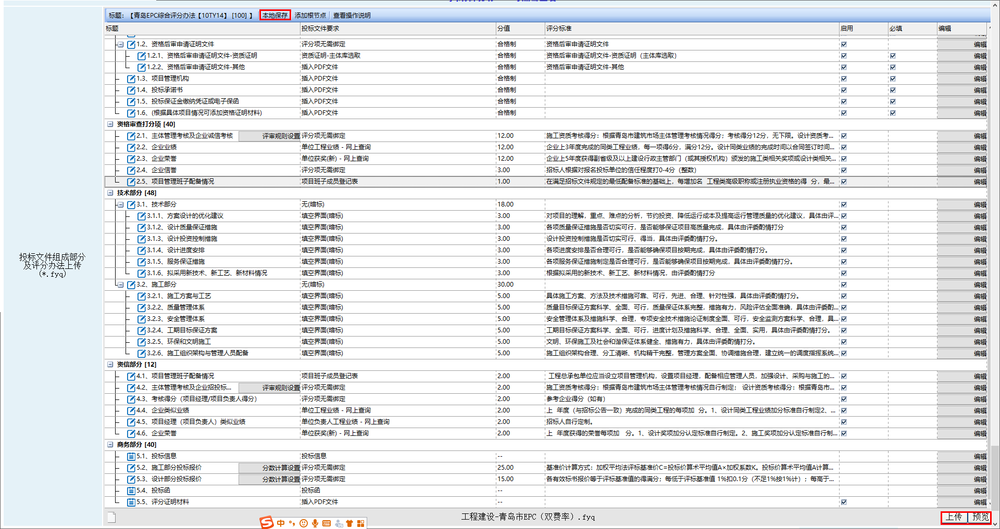 标题: 【青岛EPC综合评分办法【10TY14】 [100] 】 本地保存 添加根节点 查看操作说明
标题 投标文件要求 分值 评分标准 启用 必填 编辑
1.2、资格后审申请证明文件 评分项无需绑定 合格制 资格后审申请证明文件 编辑
1.2.1、资格后审申请证明文件-资质证明 资质证明-主体库选取 合格制 资格后审申请证明文件-资质证明（主体库选取） 编辑
1.2.2、资格后审申请证明文件-其他 插入PDF文件 合格制 资格后审申请证明文件-其他 编辑
1.3、项目管理机构 插入PDF文件 合格制 编辑
1.4、投标承诺书 插入PDF文件 合格制 编辑
1.5、投标保证金缴纳凭证或电子保函 插入PDF文件 合格制 编辑
1.6、(根据具体项目情况可添加资格证明材料) 插入PDF文件 合格制 编辑
资格审查打分项 [40]
2.1、主体管理考核及企业诚信考核 评审规则设置 评分项无需绑定 12.00 施工资质考核得分：根据青岛市建筑市场主体管理考核情况得分；考核得分12分，无下限。设计资质考... 编辑
2.2、企业业绩 单位工程业绩 - 网上查询 12.00 企业上3年度完成的同类工程业绩，每一项得6分，满分12分。设计同类业绩的完成时间以合同签订时间... 编辑
2.3、企业荣誉 单位获奖(新) - 网上查询 12.00 企业上5年度获得副省级及以上建设行政主管部门（或其授权机构）颁发的施工类相关奖项或设计类相关... 编辑
2.4、企业信誉 评分项无需绑定 3.00 招标人根据对报名投标单位的信任程度打0-4分（整数） 编辑
2.5、项目管理班子配备情况 项目班子成员登记表 1.00 在满足招标文件规定的最低配备标准的基础上，每增加名 工程类高级职称或注册执业资格的得 分，最... 编辑
技术部分 [48]
3.1、技术部分 无(暗标) 18.00 编辑
3.1.1、方案设计的优化建议 填空界面(暗标) 3.00 对项目的理解，重点、难点的分析，节约投资、降低运行成本及提高运行管理质量的优化建议，具体由评... 编辑
3.1.2、设计质量保证措施 填空界面(暗标) 3.00 各项质量保证措施是否切实可行，是否能够保证项目高质量完成，具体由评委酌情打分 编辑
3.1.3、设计投资控制措施 填空界面(暗标) 3.00 设计投资控制措施是否切实可行、得当，具体由评委酌情打分。 编辑
3.1.4、设计进度安排 填空界面(暗标) 3.00 各项进度安排是否合理可行，是否能够确保项目按期完成，具体由评委酌情打分。 编辑
3.1.5、服务保证措施 填空界面(暗标) 3.00 各项服务保证措施制定是否合理可行，是否能够确保项目按期完成，具体由评委酌情打分。 编辑
3.1.6、拟采用新技术、新工艺、新材料情况 填空界面(暗标) 3.00 根据拟采用的新技术、新工艺、新材料情况，由评委酌情打分 编辑
3.2、施工部分 无(暗标) 30.00 编辑
3.2.1、施工方案与工艺 填空界面(暗标) 5.00 具体施工方案、方法及技术措施可靠、可行，先进、合理、针对性强，具体由评委酌情打分。 编辑
3.2.2、质量管理体系 填空界面(暗标) 5.00 质量目标保证方案科学、全面、可行，质量保证体系完整，措施有力，风险评估全面准确，具体由评委酌... 编辑
3.2.3、安全管理体系 填空界面(暗标) 5.00 安全管理体系及措施科学、合理，专项安全技术措施论证制度全面、可行，安全监测方案科学、合理，具... 编辑
3.2.4、工期目标保证方案 填空界面(暗标) 5.00 工期目标保证方案科学、全面、可行，进度计划及措施科学、合理、全面、实用，具体由评委酌情打分。 编辑
3.2.5、环保和文明施工 填空界面(暗标) 5.00 文明、环保施工及社会和谐保证体系健全、措施有力，具体由评委酌情打分。 编辑
3.2.6、施工组织架构与管理人员配备 填空界面(暗标) 5.00 施工组织架构合理、分工清晰、机构精干完整，管理方案全面、协调措施合理，建立统一的调度指挥系统... 编辑
资信部分 [12]
4.1、项目管理班子配备情况 项目班子成员登记表 2.00 工程总承包单位应当设立项目管理机构，设置项目经理，配备相应管理人员，加强设计、采购与施工的... 编辑
4.2、主体管理考核及企业招投标... 评审规则设置 评分项无需绑定 2.00 施工资质考核得分：根据青岛市建筑市场主体管理考核情况自行制定； 设计资质考核得分：根据青岛市... 编辑
4.3、考核得分（项目经理/项目负责人得分） 评分项无需绑定 2.00 参考企业得分（如有） 编辑
4.4、企业类似业绩 单位工程业绩 - 网上查询 2.00 上 年度（与招标公告一致）完成的同类工程的每项加 分。1、设计同类工程业绩加分标准自行制定2、... 编辑
4.5、项目经理（项目负责人）类似业绩 单位负责人工程业绩 - 网上查询 2.00 招标人自行定制。 编辑
4.6、企业荣誉 单位获奖(新) - 网上查询 2.00 上 年度获得的荣誉每项加 分。1、设计奖项加分认定标准自行制定。2、施工奖项加分认定标准自行制... 编辑
商务部分 [40]
5.1、投标信息 投标信息 -- 编辑
5.2、施工部分投标报价 分数计算设置 评分项无需绑定 25.00 基准价计算方式：加权平均法评标基准价C=投标价算术平均值A×加权系数K。投标价算术平均值A计算... 编辑
5.3、设计部分投标报价 分数计算设置 评分项无需绑定 15.00 各有效标书报价等于评标基准值的得满分；每低于评标基准值 1%扣0.1分（不足1%按1%计）；每高于... 编辑
5.4、投标函 投标函 -- 编辑
5.5、评分证明材料 插入PDF文件 -- 编辑
投标文件组成部分
及评分办法上传
(*.fyq)
工程建设-青岛市EPC（双费率）.fyq
上传 预览
中